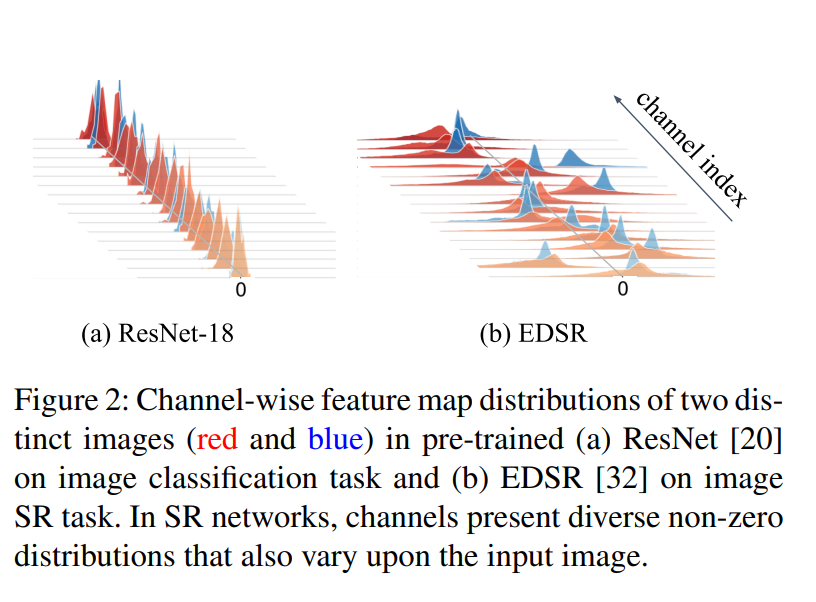 channel index
0
0
(a) ResNet-18
(b) EDSR
Figure 2: Channel-wise feature map distributions of two dis-
tinct images (red and blue) in pre-trained (a) ResNet [20]
on image classification task and (b) EDSR [32] on image
SR task. In SR networks, channels present diverse non-zero
distributions that also vary upon the input image.